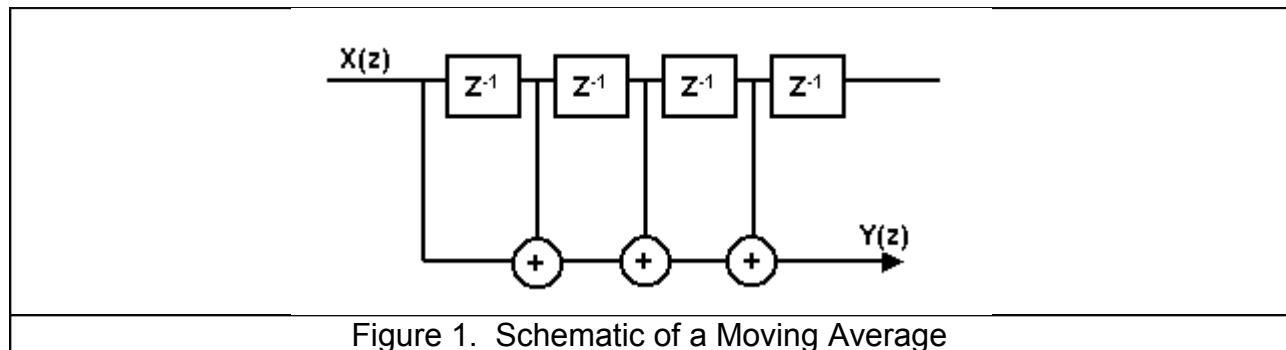 X(z)
Z-1 Z-1 Z-1 Z-1
+ + +
Y(z)
Figure 1. Schematic of a Moving Average